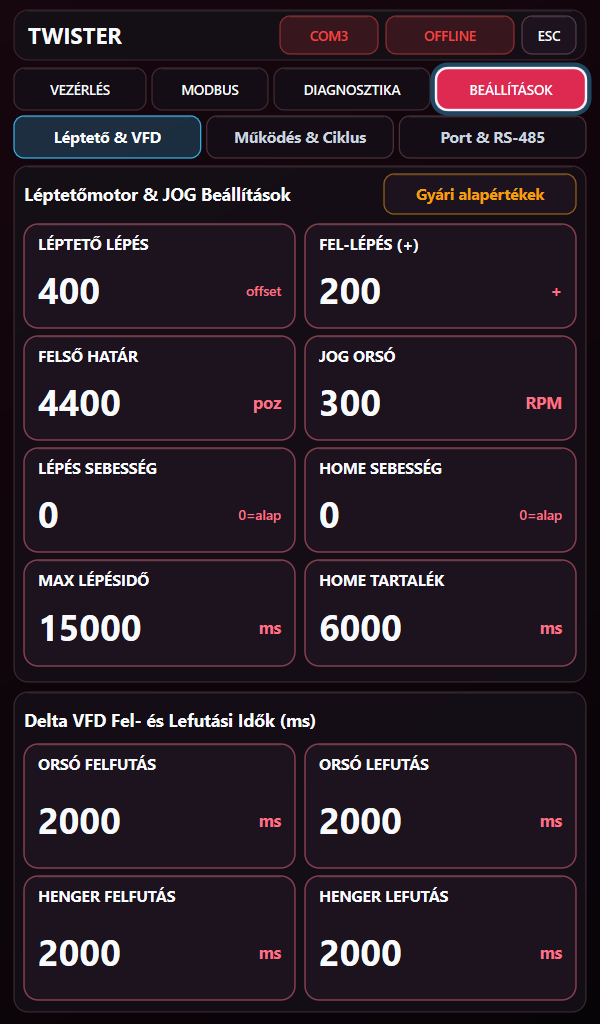 TWISTER COM3 OFFLINE ESC
VEZÉRLÉS MODBUS DIAGNOSZTIKA BEÁLLÍTÁSOK
Léptető & VFD Működés & Ciklus Port & RS-485
Léptetőmotor & JOG Beállítások Gyári alapértékek
LÉPTETŐ LÉPÉS
400 offset
FEL-LÉPÉS (+)
200 +
FELSŐ HATÁR
4400 poz
JOG ORSÓ
300 RPM
LÉPÉS SEBESSÉG
0 0=alap
HOME SEBESSÉG
0 0=alap
MAX LÉPÉSIDŐ
15000 ms
HOME TARTALÉK
6000 ms
Delta VFD Fel- és Lefutási Idők (ms)
ORSÓ FELFUTÁS
2000 ms
ORSÓ LEFUTÁS
2000 ms
HENGER FELFUTÁS
2000 ms
HENGER LEFUTÁS
2000 ms